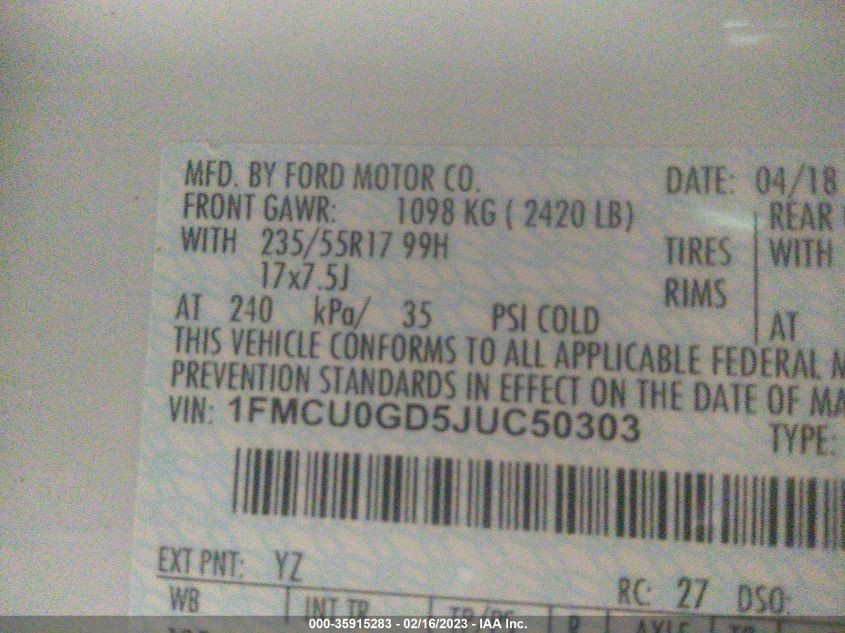 MFD. BY FORD MOTOR CO. DATE: 04/18
FRONT GAWR: 1098 KG ( 2420 LB) REAR
WITH 235/55R17 99H TIRES WITH
17x7.5J RIMS
AT 240 kPa/ 35 PSI COLD AT
THIS VEHICLE CONFORMS TO ALL APPLICABLE FEDERAL M
PREVENTION STANDARDS IN EFFECT ON THE DATE OF MA
VIN: 1FMCU0GD5JUC50303 TYPE:
EXT PNT: YZ RC: 27 DSO:
WB INT TR R AXLE
000-35915283 - 02/16/2023 - IAA Inc.